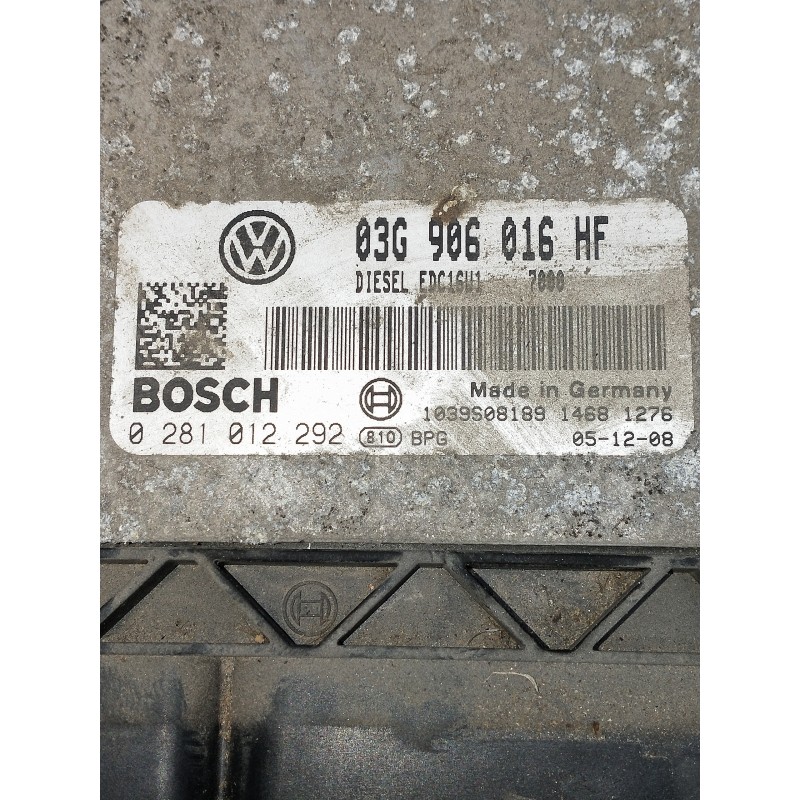 VW
03G 906 016 HF
DIESEL EDC16U1 7000
BOSCH
Made in Germany
1039S08189 1468 1276
0 281 012 292 810 BPG 05-12-08